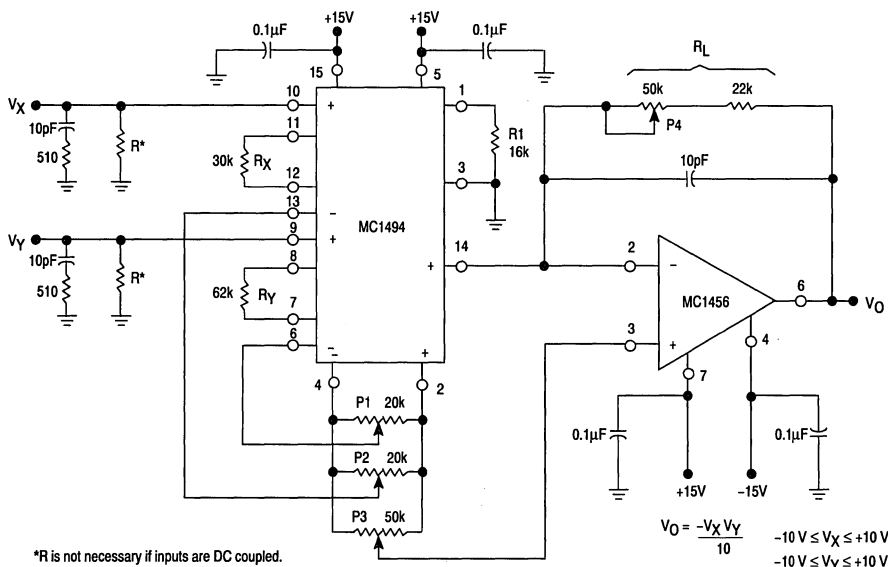 +15V
+15V
0.1µF
0.1µF
15
5
RL
50k
22k
P4
VX
10
+
1
10pF
510
R*
11
30k
RX
12
R1
16k
3
10pF
13
−
MC1494
VY
9
+
14
+
2
−
10pF
510
R*
8
62k
RY
7
MC1456
6
VO
6
−
3
+
4
−
+
4
2
7
P1
20k
P2
20k
P3
50k
0.1µF
0.1µF
+15V
−15V
VO = −VX VY
10
−10 V ≤ VX ≤ +10 V
−10 V ≤ VY ≤ +10 V
*R is not necessary if inputs are DC coupled.